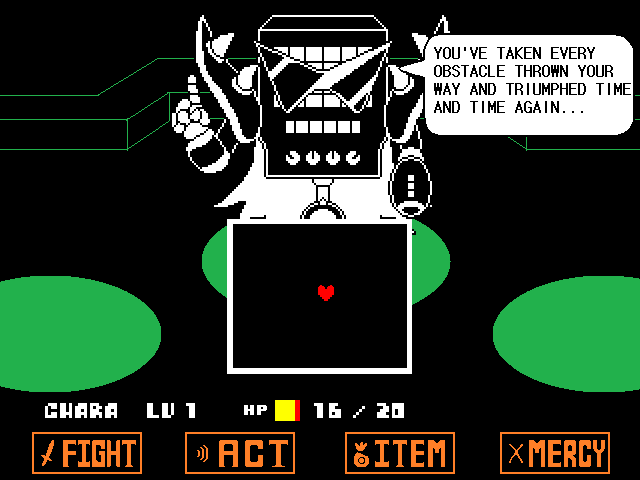 YOU'VE TAKEN EVERY
OBSTACLE THROWN YOUR
WAY AND TRIUMPHED TIME
AND TIME AGAIN...
CHARA LV 1 HP 16 / 20
FIGHT ACT ITEM MERCY